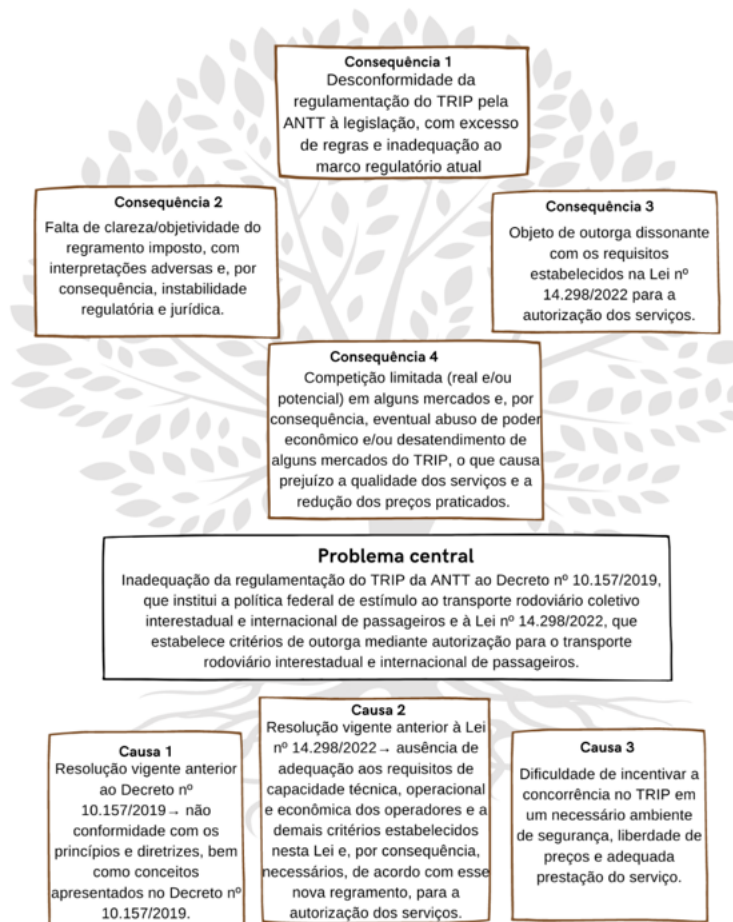 Consequência 1
Desconformidade da
regulamentação do TRIP pela
ANTT à legislação, com excesso
de regras e inadequação ao
marco regulatório atual
Consequência 2
Falta de clareza/objetividade do
regramento imposto, com
interpretações adversas e, por
consequência, instabilidade
regulatória e jurídica.
Consequência 3
Objeto de outorga dissonante
com os requisitos
estabelecidos na Lei nº
14.298/2022 para a
autorização dos serviços.
Consequência 4
Competição limitada (real e/ou
potencial) em alguns mercados e, por
consequência, eventual abuso de poder
econômico e/ou desatendimento de
alguns mercados do TRIP, o que causa
prejuízo a qualidade dos serviços e a
redução dos preços praticados.
Problema central
Inadequação da regulamentação do TRIP da ANTT ao Decreto nº 10.157/2019,
que institui a política federal de estímulo ao transporte rodoviário coletivo
interestadual e internacional de passageiros e à Lei nº 14.298/2022, que
estabelece critérios de outorga mediante autorização para o transporte
rodoviário interestadual e internacional de passageiros.
Causa 1
Resolução vigente anterior
ao Decreto nº
10.157/2019→ não
conformidade com os
princípios e diretrizes, bem
como conceitos
apresentados no Decreto nº
10.157/2019.
Causa 2
Resolução vigente anterior à Lei
nº 14.298/2022→ ausência de
adequação aos requisitos de
capacidade técnica, operacional
e econômica dos operadores e a
demais critérios estabelecidos
nesta Lei e, por consequência,
necessários, de acordo com esse
nova regramento, para a
autorização dos serviços.
Causa 3
Dificuldade de incentivar a
concorrência no TRIP em
um necessário ambiente
de segurança, liberdade de
preços e adequada
prestação do serviço.